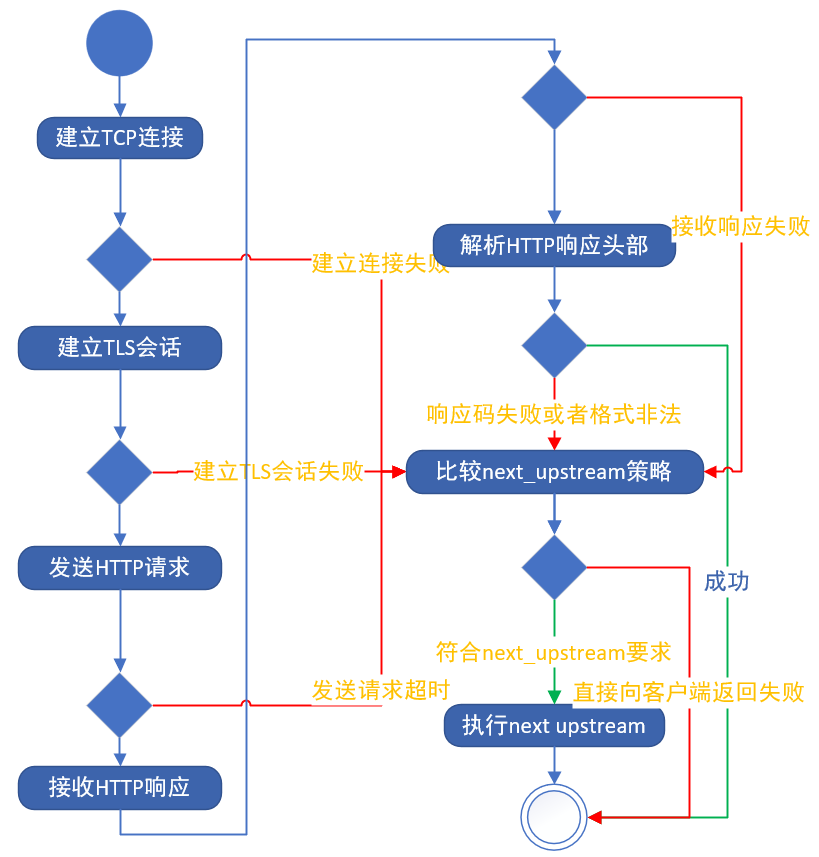 建立TCP连接
接收响应失败
解析HTTP响应头部
建立连接失败
建立TLS会话
响应码失败或者格式非法
建立TLS会话失败
比较next_upstream策略
发送HTTP请求
成功
符合next_upstream要求
发送请求超时
直接向客户端返回失败
执行next upstream
接收HTTP响应